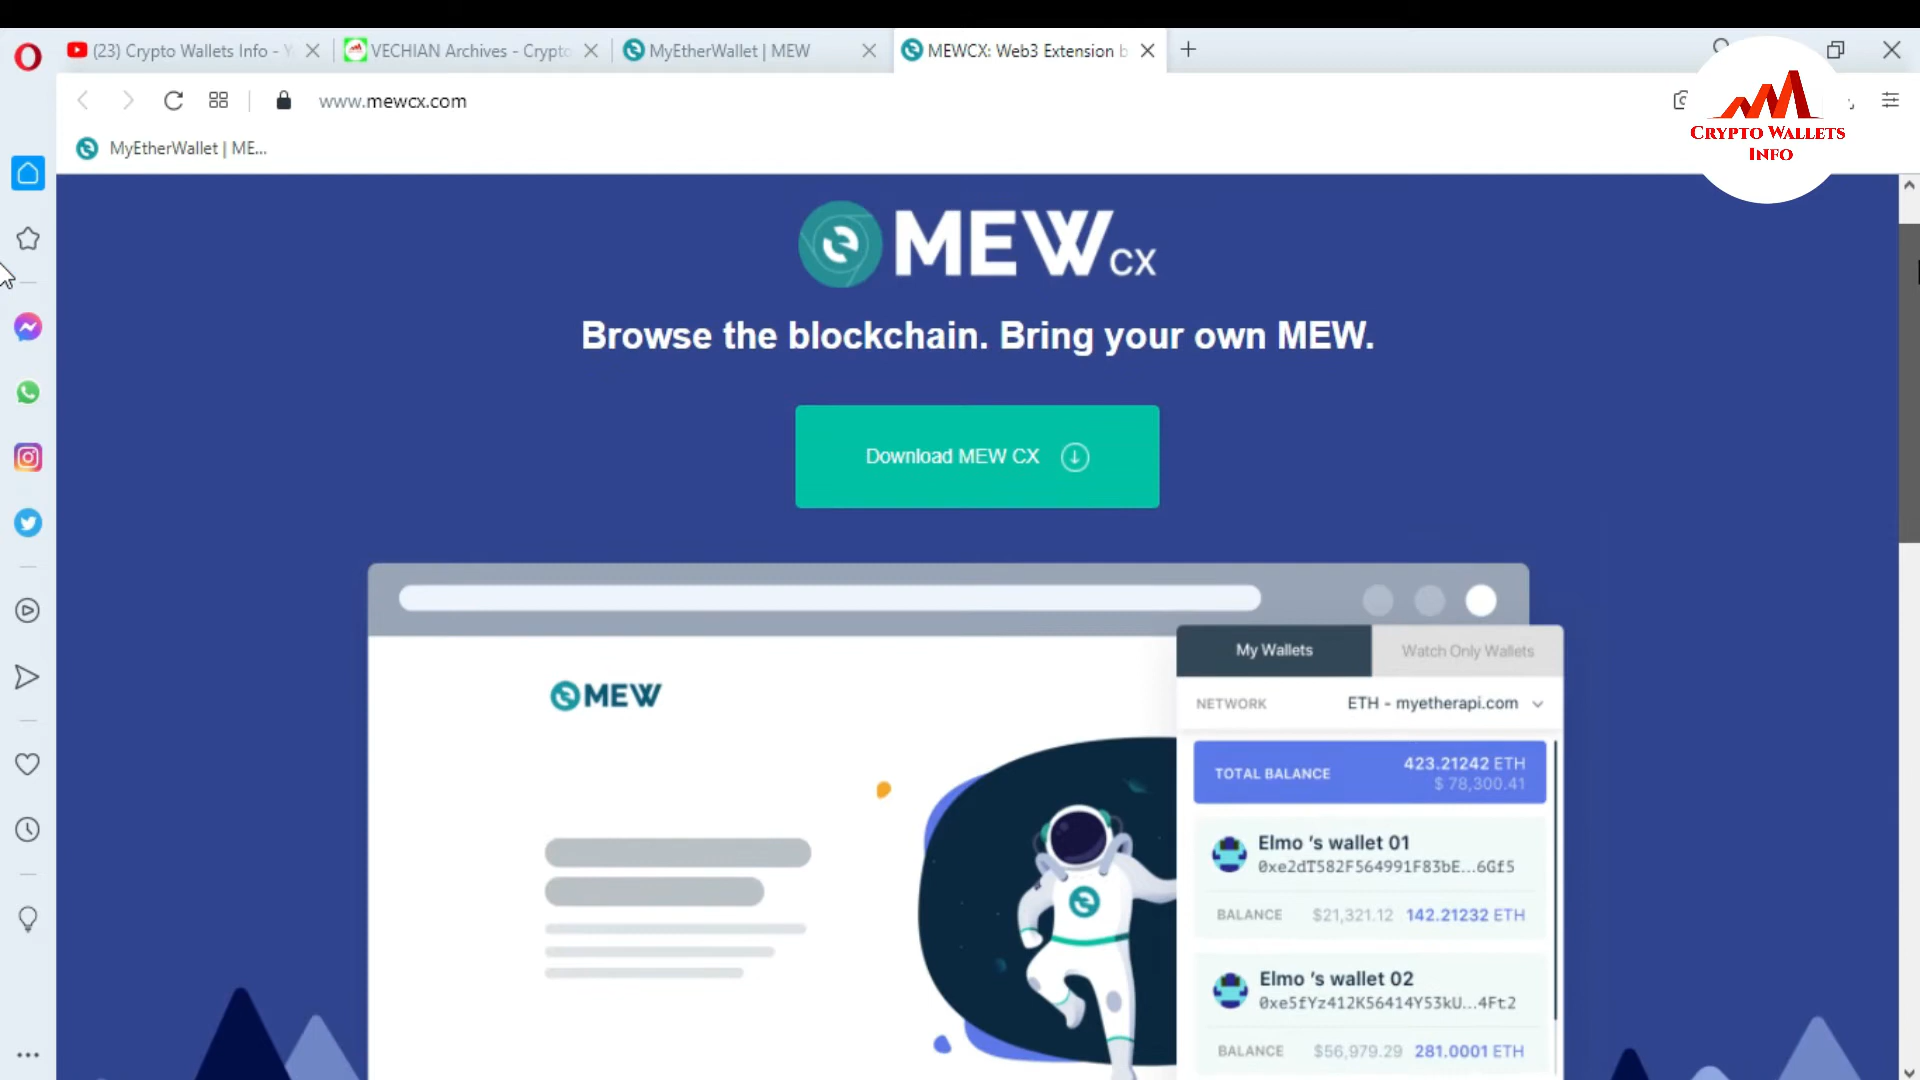 (23) Crypto Wallets Info - Y
VECHIAN Archives - Crypto
MyEtherWallet | MEW
MEWCX: Web3 Extension b
www.mewcx.com
MyEtherWallet | ME...
CRYPTO WALLETS
INFO
MEW CX
Browse the blockchain. Bring your own MEW.
Download MEW CX
My Wallets
Watch Only Wallets
MEW
NETWORK
ETH - myetherapi.com
TOTAL BALANCE
423.21242 ETH
$ 78,300.41
Elmo 's wallet 01
0xe2dT582F564991F83bE...6Gf5
BALANCE $21,321.12 142.21232 ETH
Elmo 's wallet 02
0xe5fYz412K56414Y53kU...4Ft2
BALANCE $56,979.29 281.0001 ETH